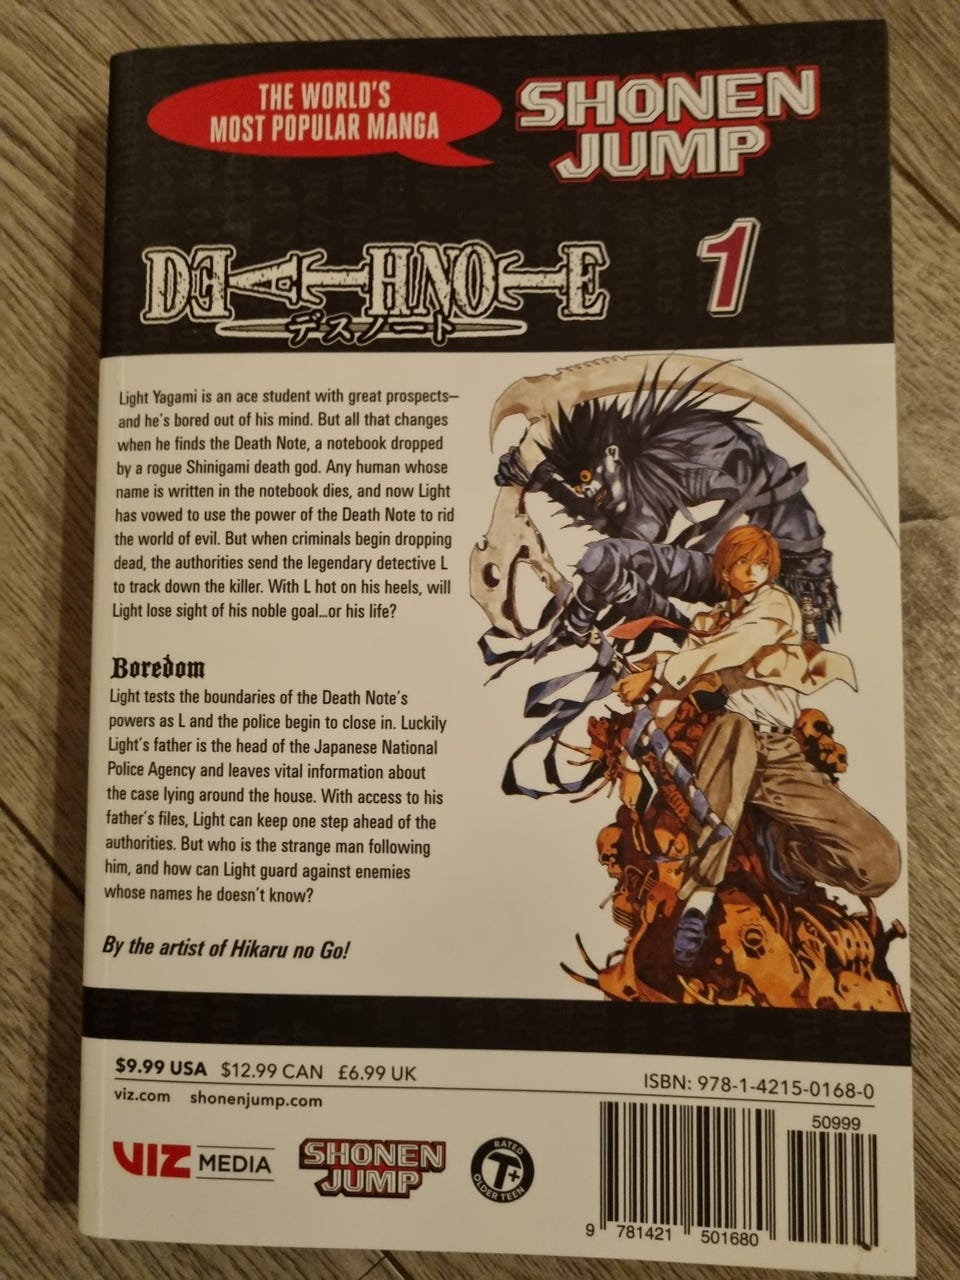 THE WORLD'S
MOST POPULAR MANGA
SHONEN
JUMP
DEATH NOTE
デスノート
1
Light Yagami is an ace student with great prospects—
and he's bored out of his mind. But all that changes
when he finds the Death Note, a notebook dropped
by a rogue Shinigami death god. Any human whose
name is written in the notebook dies, and now Light
has vowed to use the power of the Death Note to rid
the world of evil. But when criminals begin dropping
dead, the authorities send the legendary detective L
to track down the killer. With L hot on his heels, will
Light lose sight of his noble goal…or his life?
Boredom
Light tests the boundaries of the Death Note's
powers as L and the police begin to close in. Luckily
Light's father is the head of the Japanese National
Police Agency and leaves vital information about
the case lying around the house. With access to his
father's files, Light can keep one step ahead of the
authorities. But who is the strange man following
him, and how can Light guard against enemies
whose names he doesn't know?
By the artist of Hikaru no Go!
$9.99 USA $12.99 CAN £6.99 UK
viz.com shonenjump.com
ISBN: 978-1-4215-0168-0
50999
VIZ MEDIA
SHONEN
JUMP
RATED
T+
OLDER TEEN
9 781421 501680